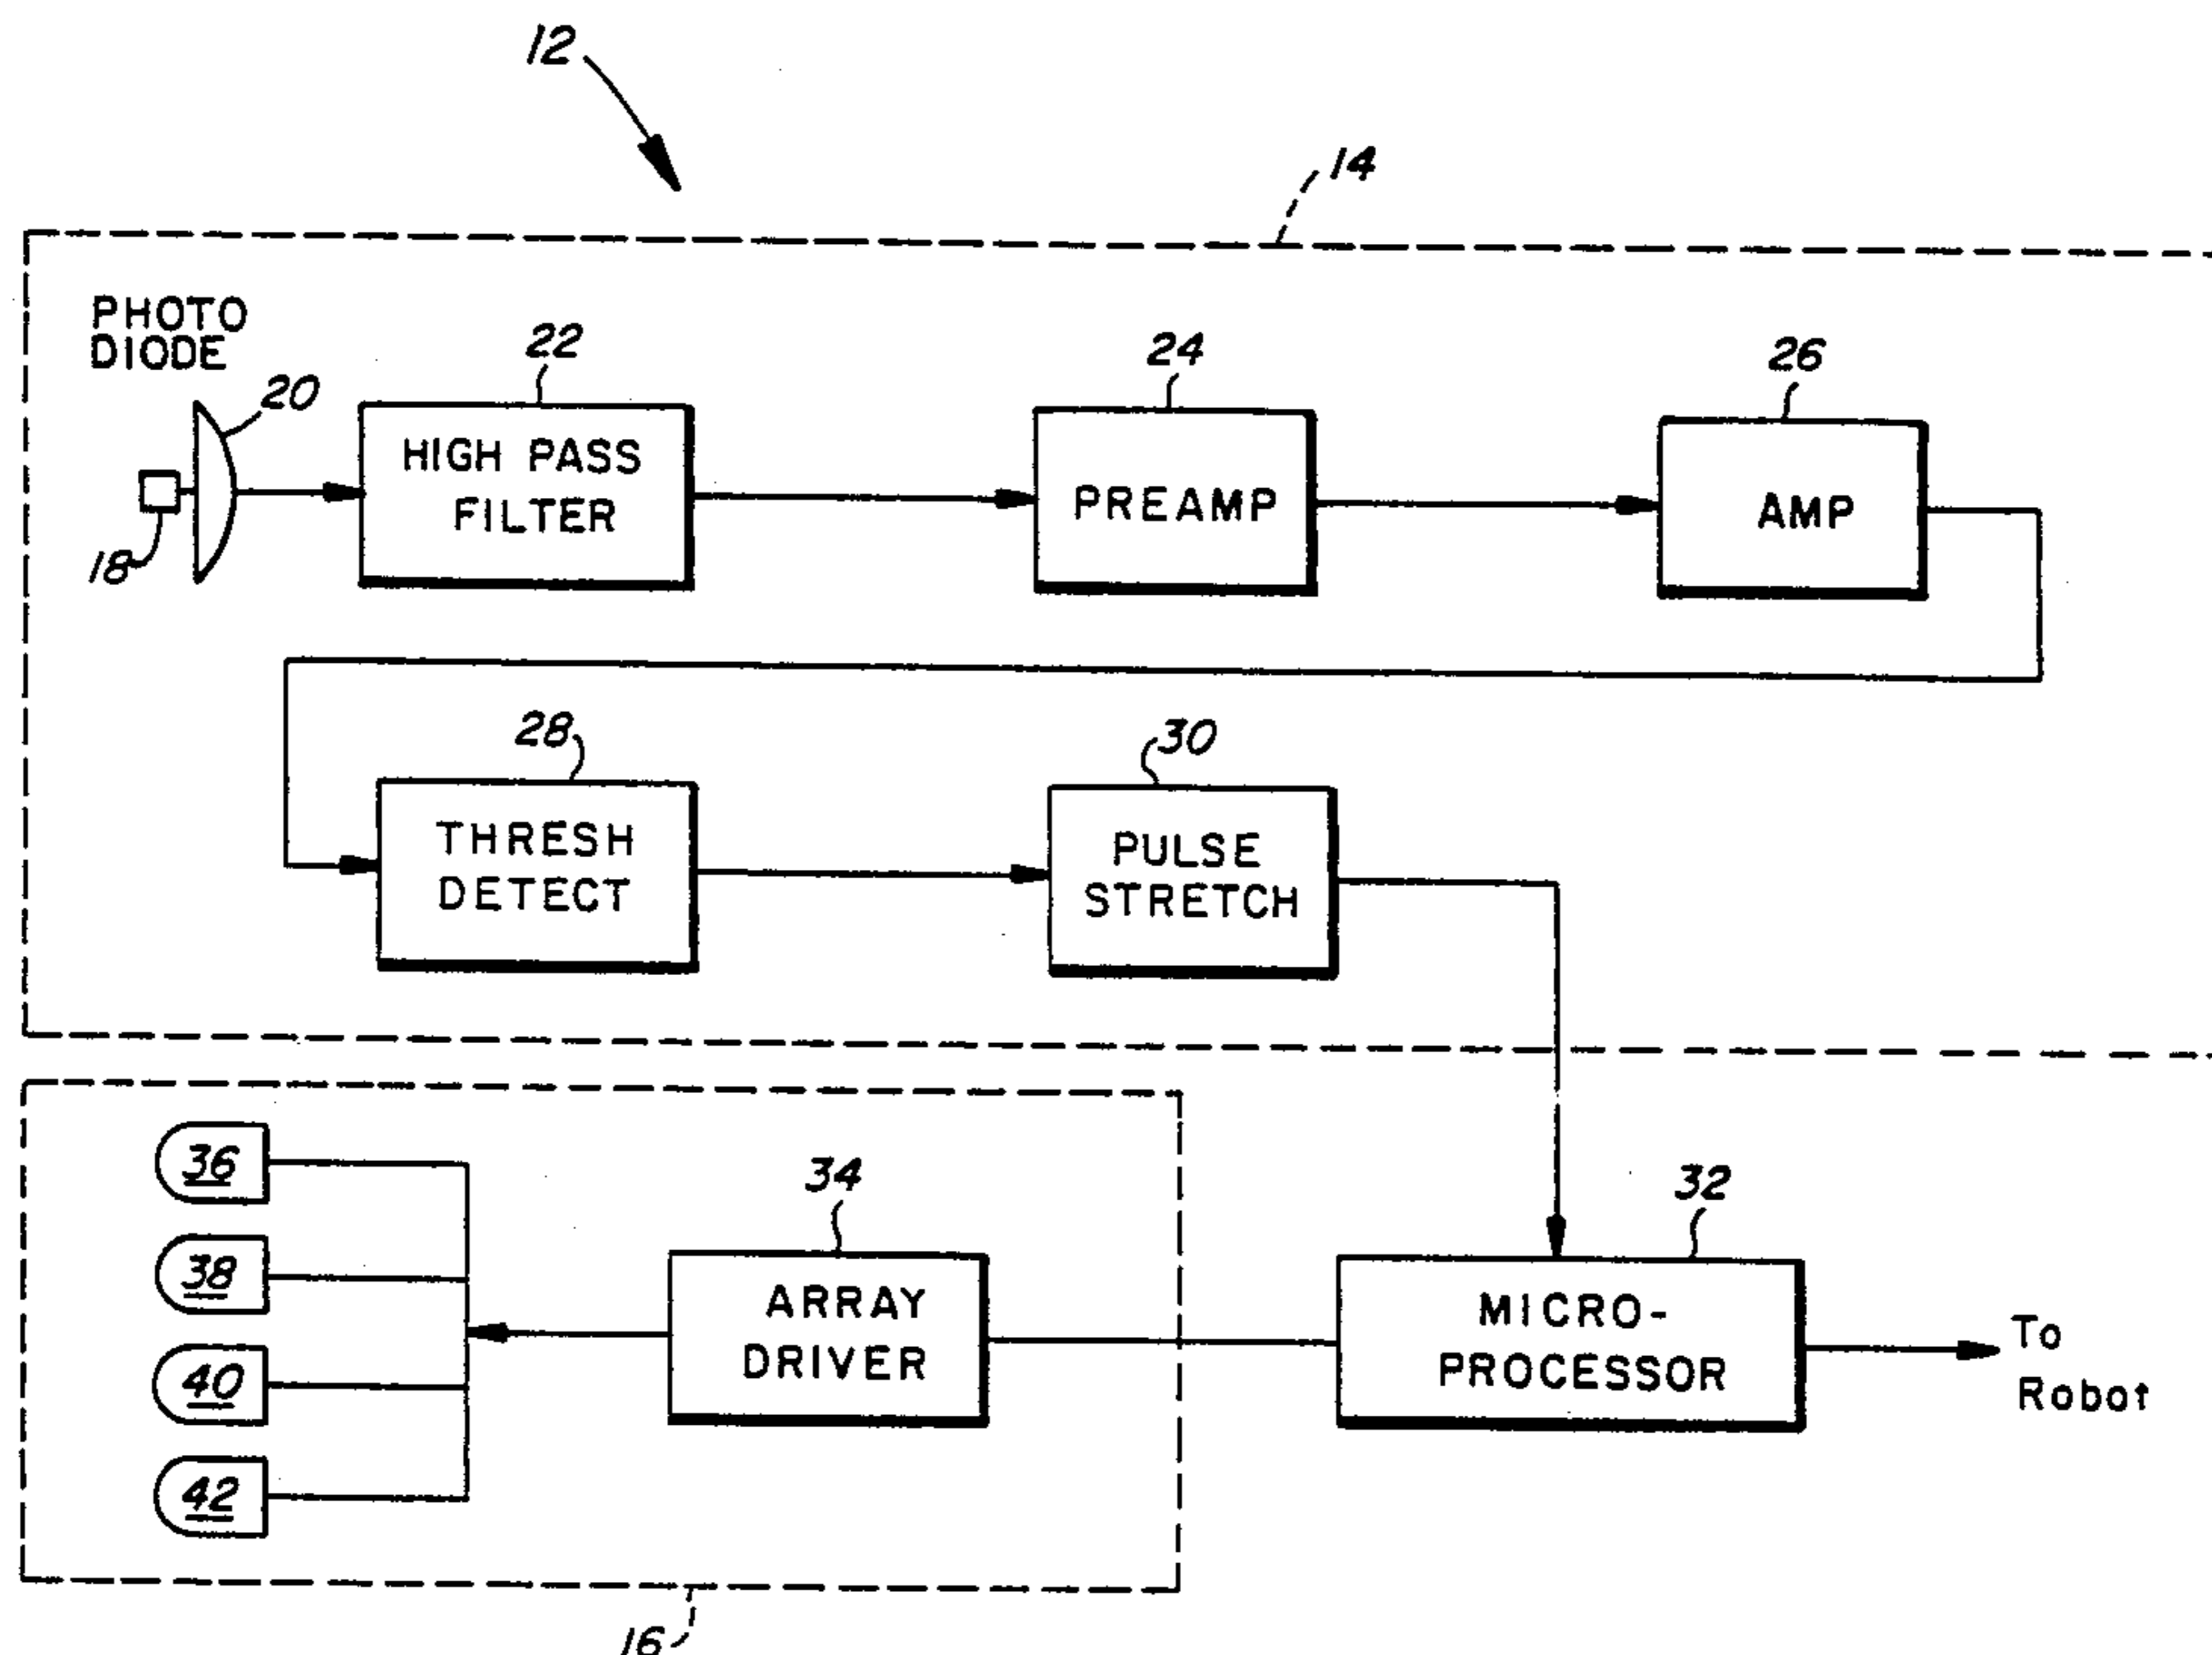 12
14
PHOTO
DIODE
20
18
22
HIGH PASS
FILTER
24
PREAMP
26
AMP
28
THRESH
DETECT
30
PULSE
STRETCH
36
38
40
42
34
ARRAY
DRIVER
32
MICRO-
PROCESSOR
To
Robot
16